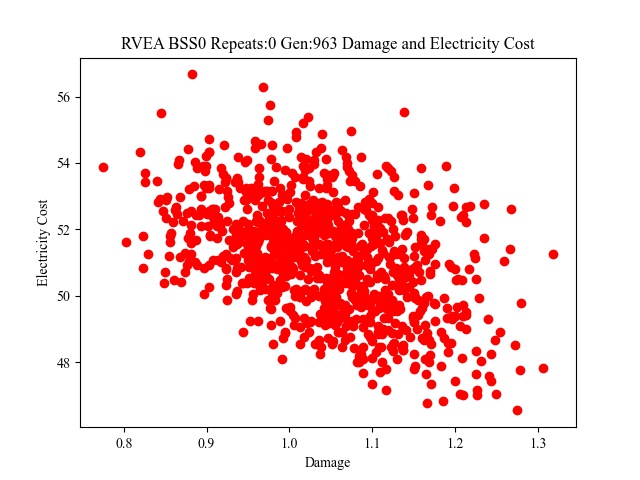 RVEA BSS0 Repeats:0 Gen:963 Damage and Electricity Cost
56
54
52
50
48
Electricity Cost
0.8 0.9 1.0 1.1 1.2 1.3
Damage